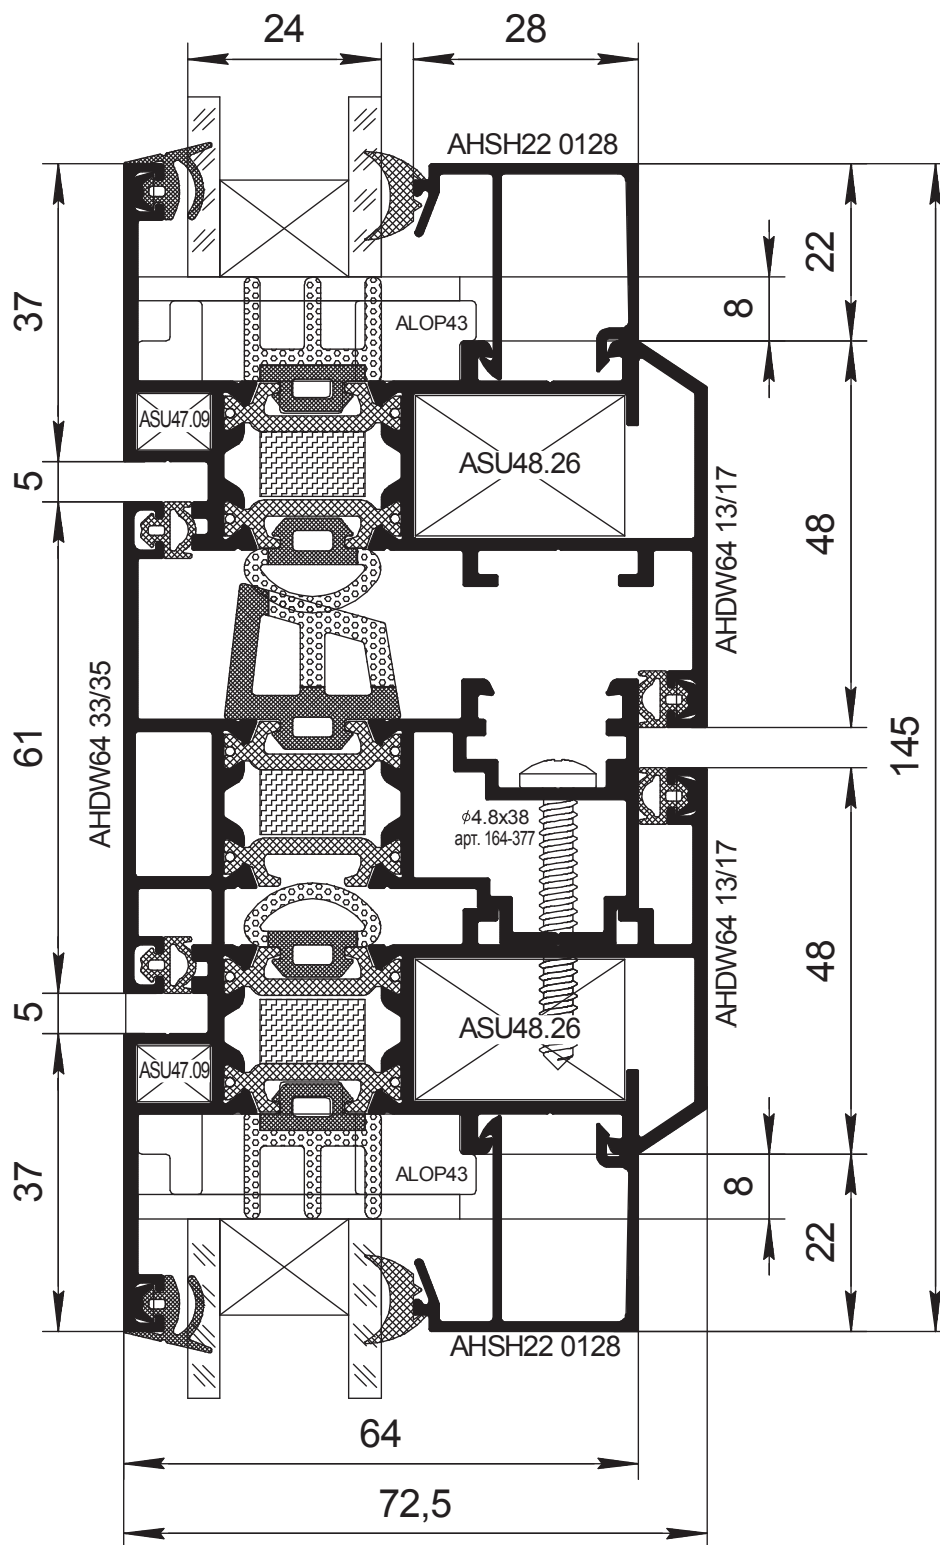 24
28
AHSH22 0128
37
22
8
ALOP43
ASU47.09
ASU48.26
5
48
AHDW64 13/17
AHDW64 33/35
61
145
ϕ4.8x38
арт. 164-377
AHDW64 13/17
48
5
ASU48.26
ASU47.09
37
ALOP43
8
22
AHSH22 0128
64
72,5